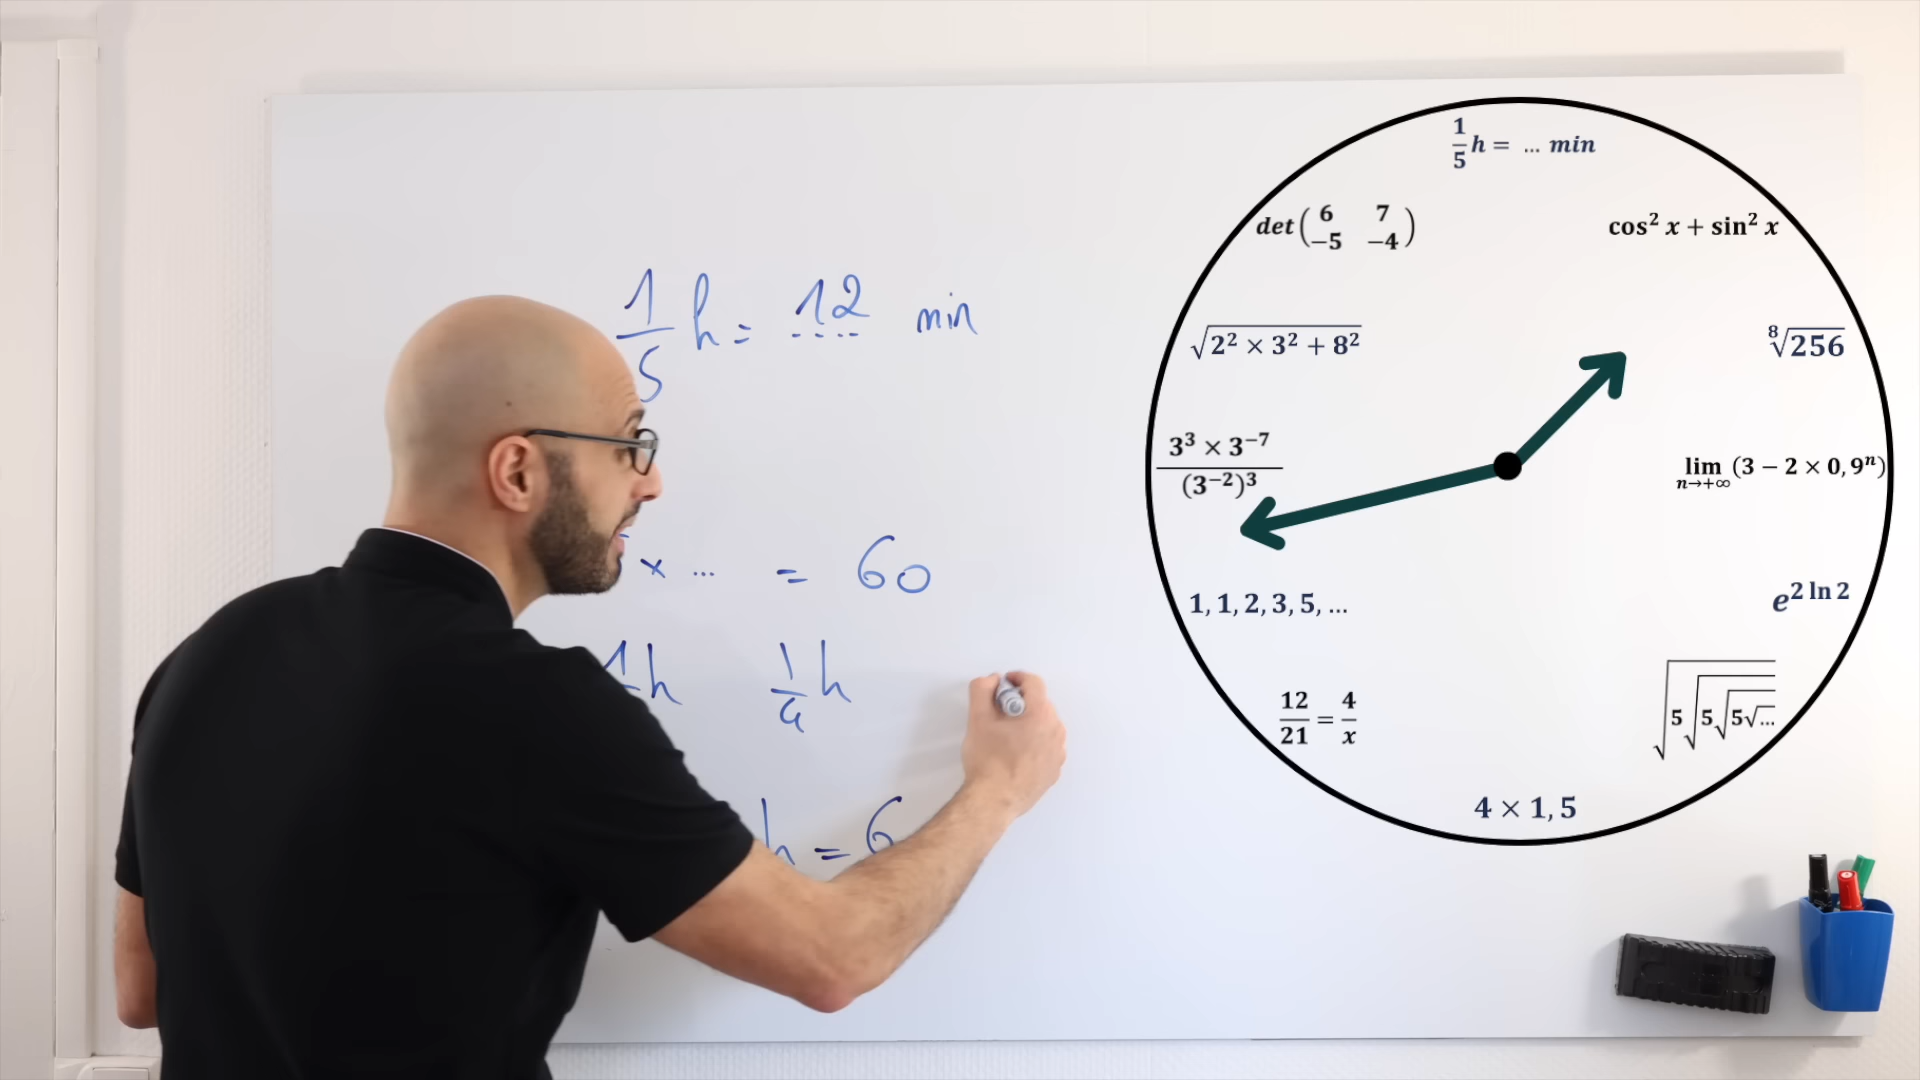 1/5 h = 12 min
× ... = 60
1 h 1/4 h
h = 6
1/5 h = ... min
cos² x + sin² x
⁸√256
lim n→+∞ (3 − 2 × 0,9ⁿ)
e^(2 ln 2)
√(5√(5√(5√...)))
4 × 1,5
12/21 = 4/x
1, 1, 2, 3, 5, ...
(3³ × 3⁻⁷)/(3⁻²)³
√(2² × 3² + 8²)
det(6 7
−5 −4)